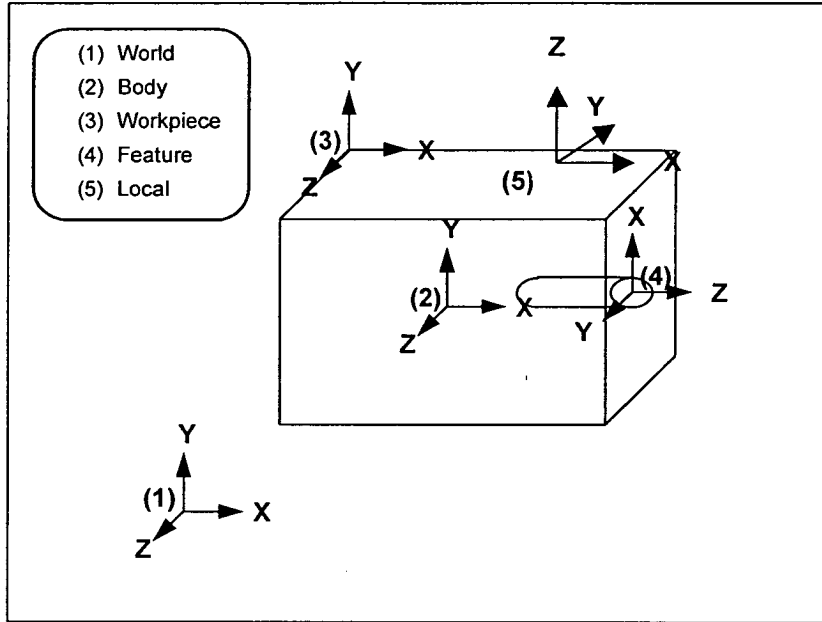 (1) World
(2) Body
(3) Workpiece
(4) Feature
(5) Local
Z
Y
Y
(3)
X
X
Z
(5)
X
Y
(4)
(2)
Z
X
Y
Z
Y
(1)
X
Z